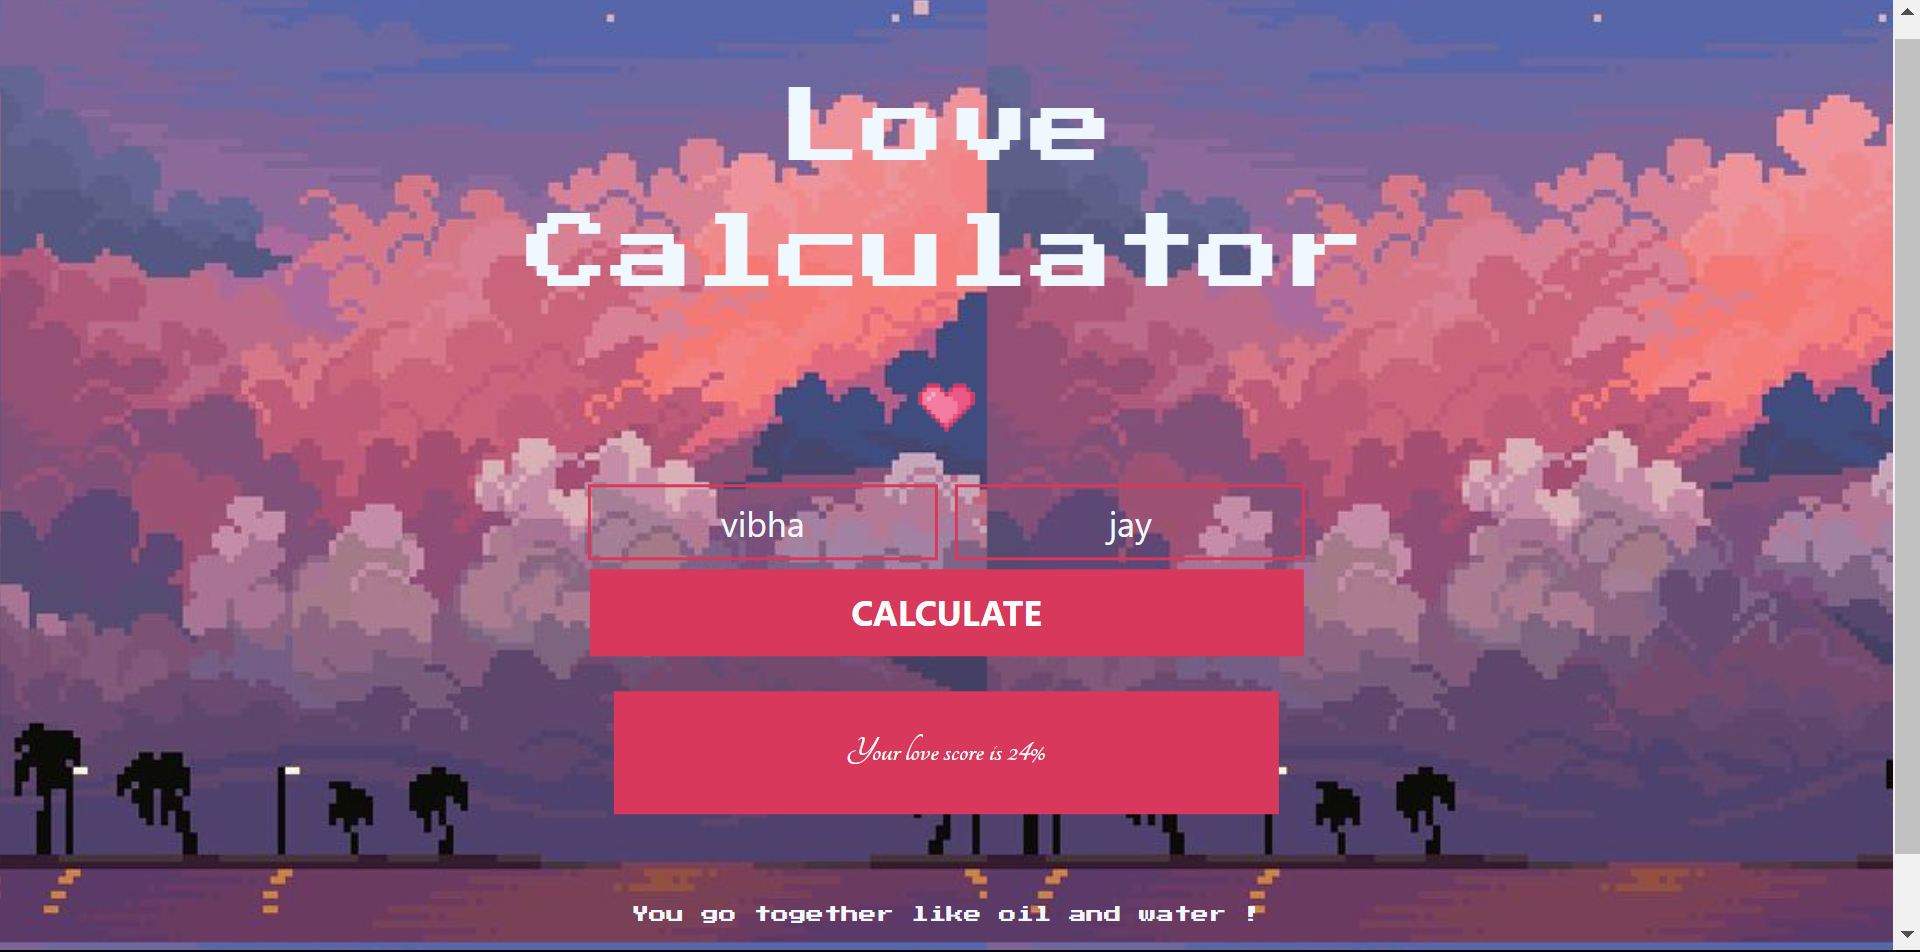 Love
Calculator
vibha
jay
CALCULATE
Your love score is 24%
You go together like oil and water !